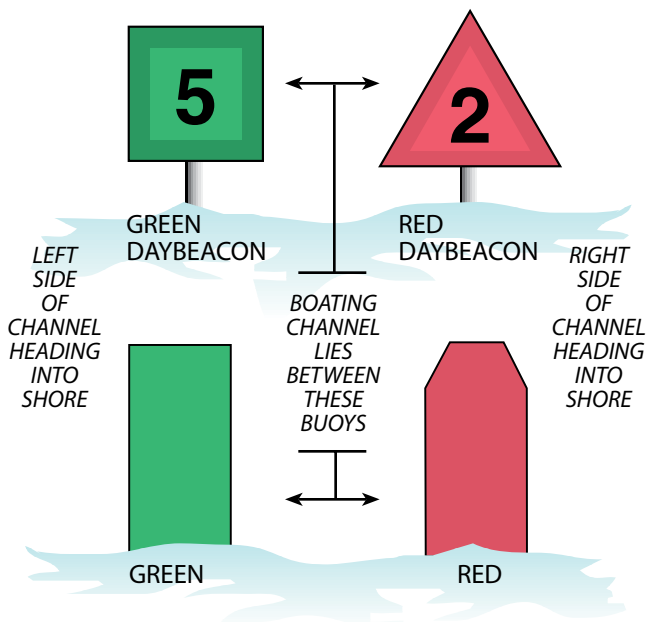 5
2
GREEN
DAYBEACON
RED
DAYBEACON
LEFT
SIDE
OF
CHANNEL
HEADING
INTO
SHORE
BOATING
CHANNEL
LIES
BETWEEN
THESE
BUOYS
RIGHT
SIDE
OF
CHANNEL
HEADING
INTO
SHORE
GREEN
RED